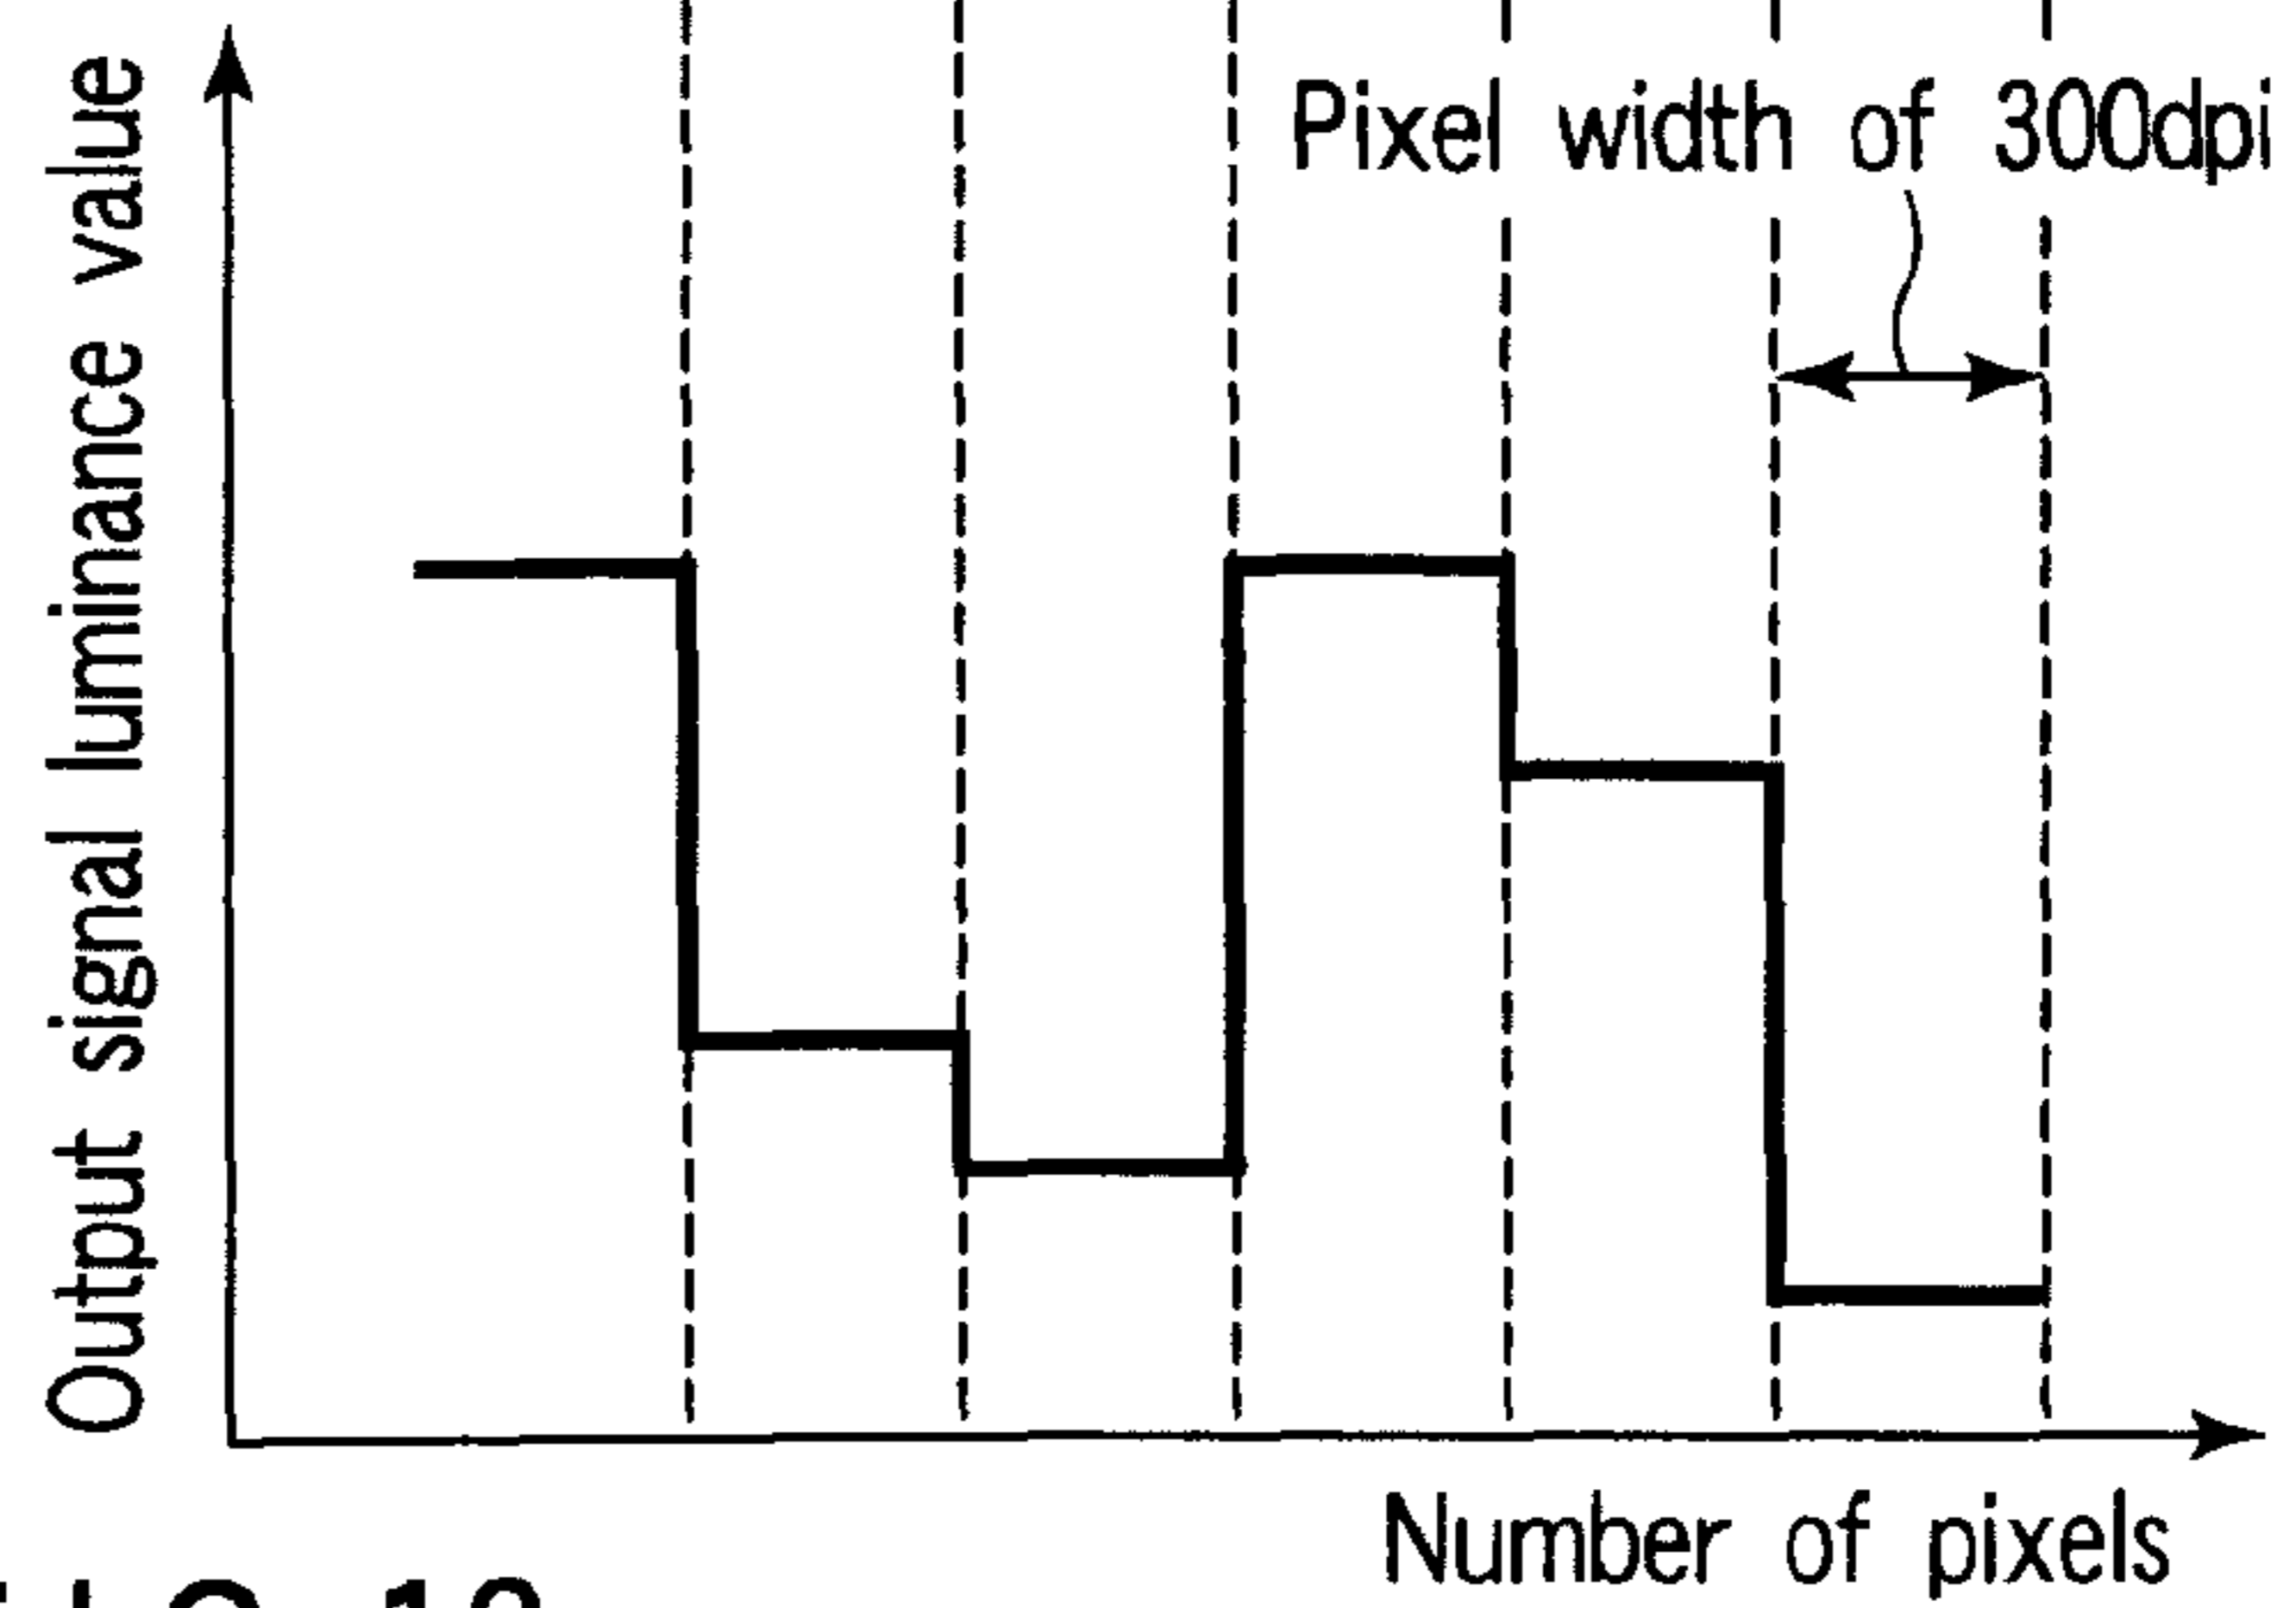 Output signal luminance value
Pixel width of 300dpi
Number of pixels